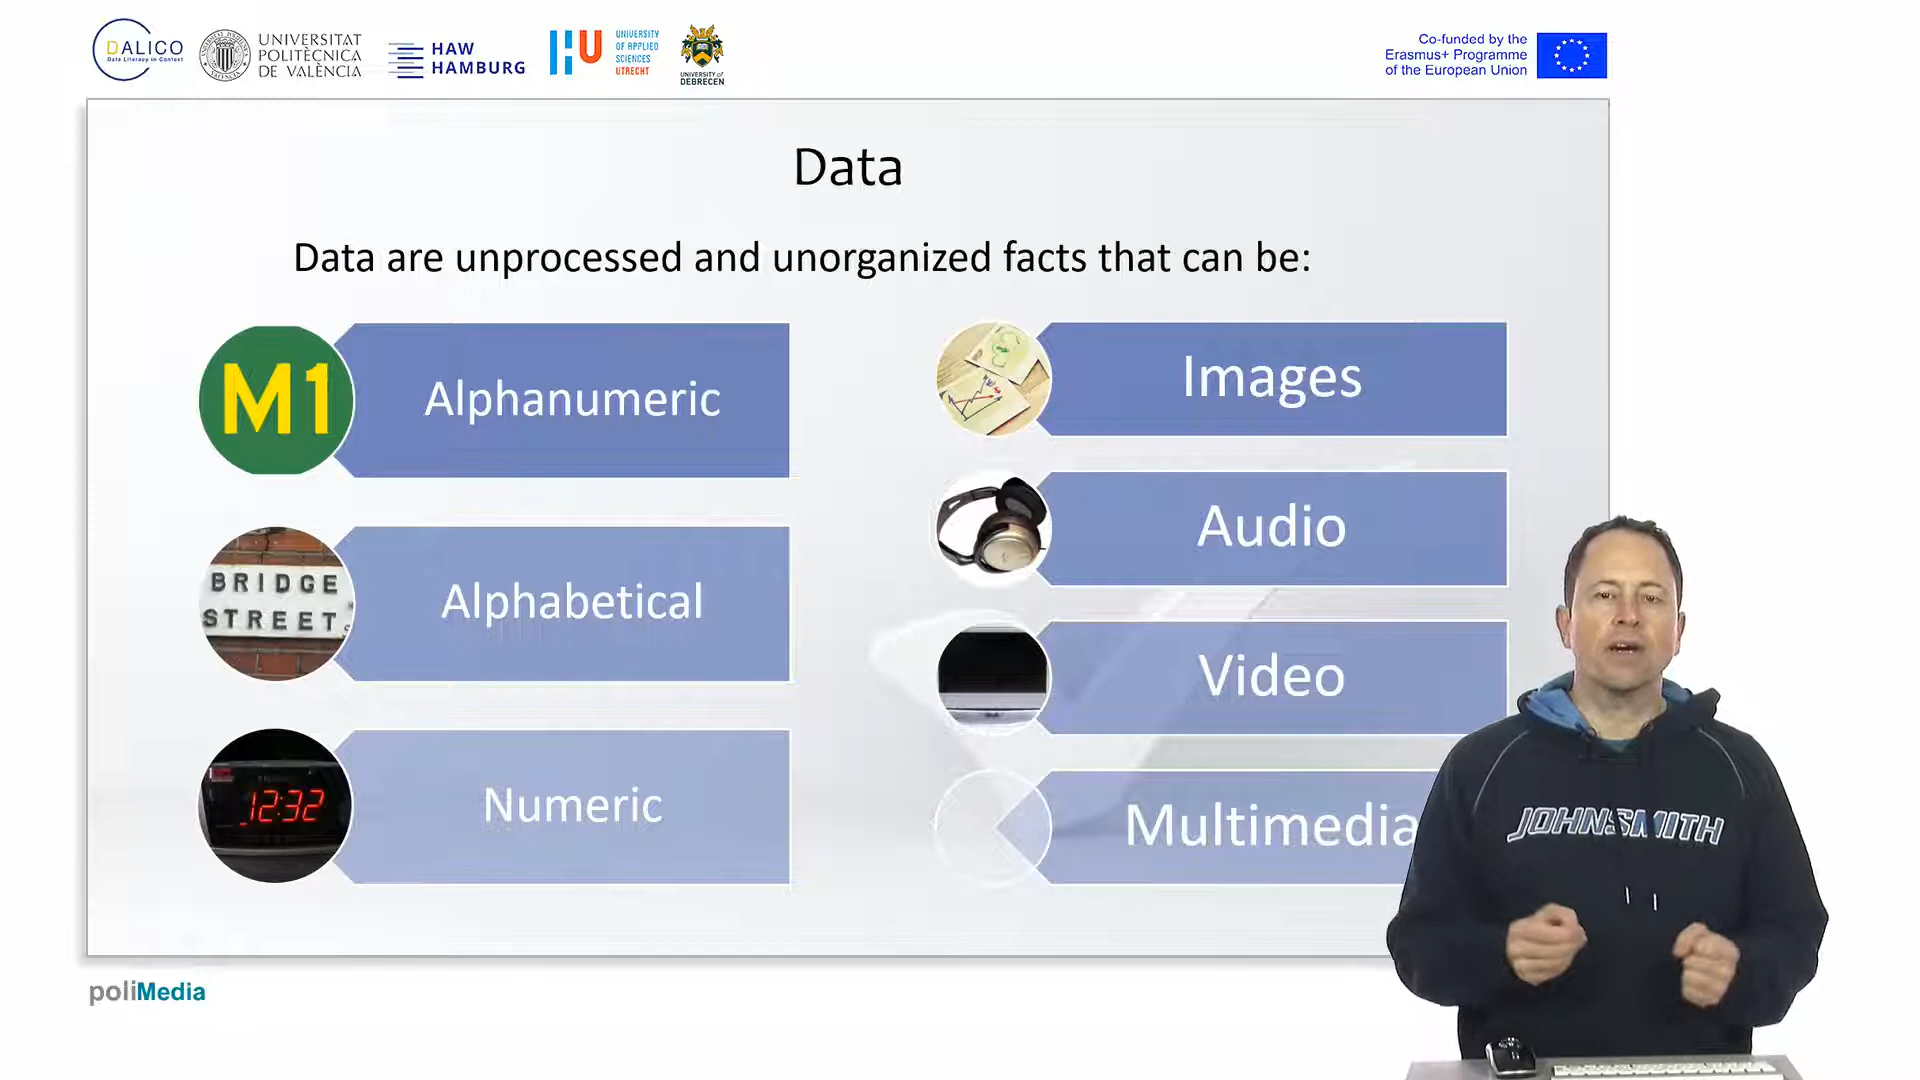 DALICO
Data Literacy in Context
UNIVERSITAT
POLITÈCNICA
DE VALÈNCIA
HAW
HAMBURG
UNIVERSITY
OF APPLIED
SCIENCES
UTRECHT
UNIVERSITY of
DEBRECEN
Co-funded by the
Erasmus+ Programme
of the European Union
Data
Data are unprocessed and unorganized facts that can be:
M1
Alphanumeric
BRIDGE
STREET
Alphabetical
12:32
Numeric
Images
Audio
Video
Multimedia
JOHNSMITH
poliMedia